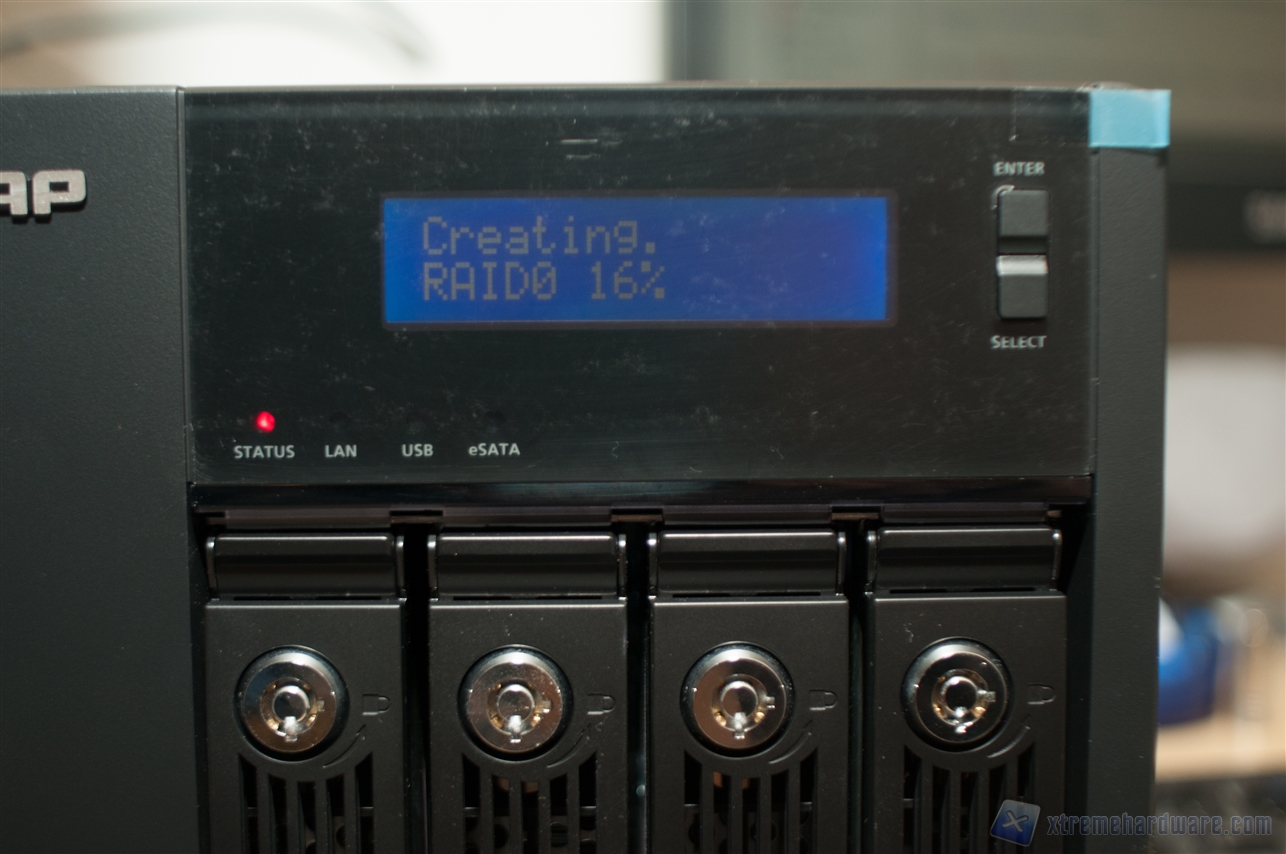 AP
ENTER
Creating.
RAID0 16%
SELECT
STATUS LAN USB eSATA
xtremehardware.com